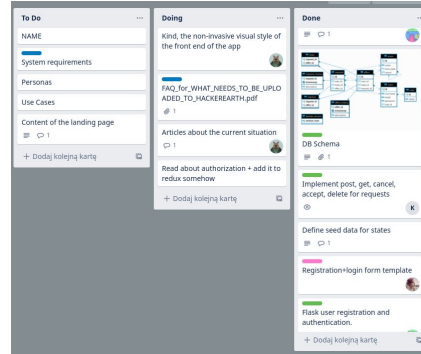 To Do
NAME
System requirements
Personas
Use Cases
Content of the landing page
1
+ Dodaj kolejną kartę
Doing
Kind, the non-invasive visual style of
the front end of the app
FAQ_for_WHAT_NEEDS_TO_BE_UPLO
ADED_TO_HACKEREARTH.pdf
1
Articles about the current situation
1
Read about authorization + add it to
redux somehow
+ Dodaj kolejną kartę
Done
1
DB Schema
1
Implement post, get, cancel,
accept, delete for requests
K
Define seed data for states
1
Registration+login form template
Flask user registration and
authentication.
+ Dodaj kolejną kartę